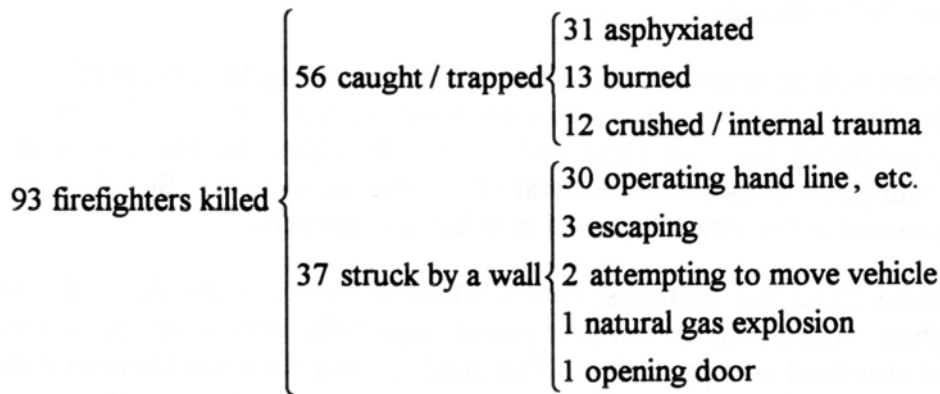 31 asphyxiated
56 caught / trapped
13 burned
12 crushed / internal trauma
93 firefighters killed
30 operating hand line, etc.
3 escaping
37 struck by a wall
2 attempting to move vehicle
1 natural gas explosion
1 opening door